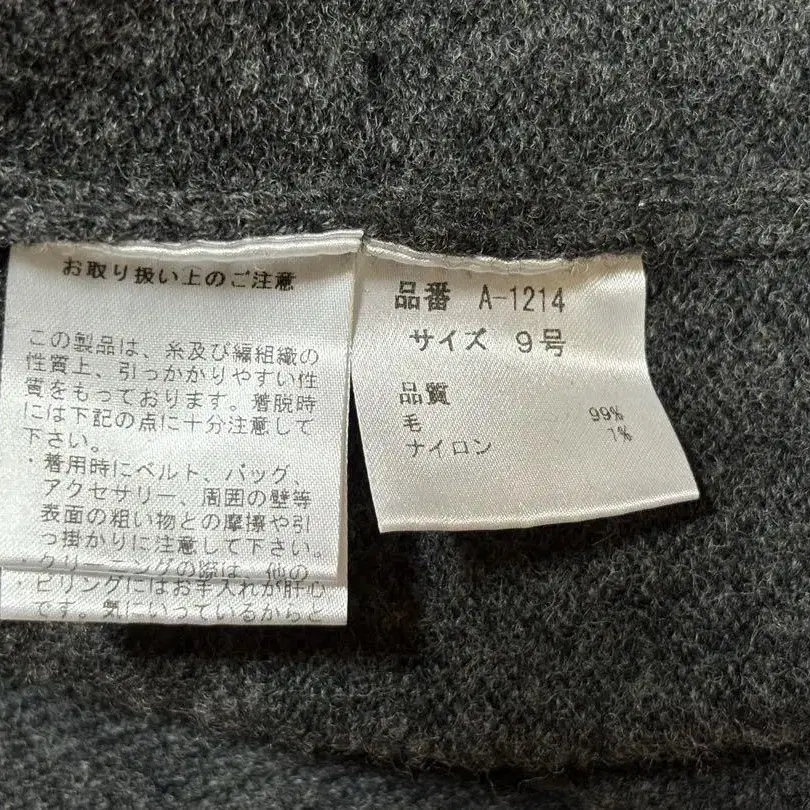 お取り扱い上のご注意
この製品は、糸及び編組織の
性質上、引っかかりやすい性
質をもっております。着脱時
には下記の点に十分注意して
下さい。
・着用時にベルト、バッグ、
アクセサリー、周囲の壁等
表面の粗い物との摩擦や引
っ掛かりに注意して下さい。
・クリーニングの際は、他の
・ピリングにはお手入れが肝心
です。気にいっているからと
品番 A-1214
サイズ 9号
品質
毛 99%
ナイロン 1%